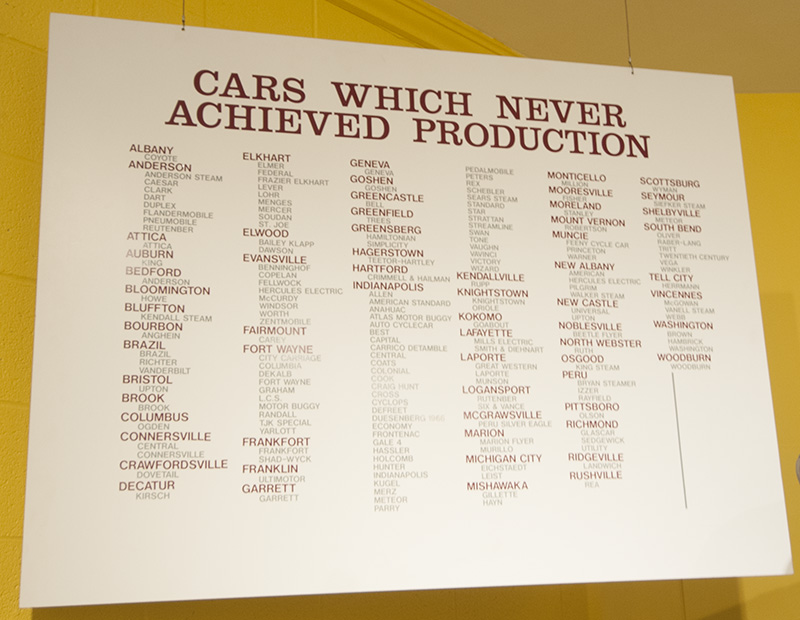 CARS WHICH NEVER
ACHIEVED PRODUCTION
ALBANY
COYOTE
ANDERSON
ANDERSON STEAM
CAESAR
CLARK
DART
DUPLEX
FLANDERMOBILE
PNEUMOBILE
REUTENBER
ATTICA
ATTICA
AUBURN
KING
BEDFORD
ANDERSON
BLOOMINGTON
HOWE
BLUFFTON
KENDALL STEAM
BOURBON
ANGHEIN
BRAZIL
BRAZIL
RICHTER
VANDERBILT
BRISTOL
UPTON
BROOK
BROOK
COLUMBUS
OGDEN
CONNERSVILLE
CENTRAL
CONNERSVILLE
CRAWFORDSVILLE
DOVETAIL
DECATUR
KIRSCH
ELKHART
ELMER
FEDERAL
FRAZIER ELKHART
LEVER
LOHR
MENGES
MERCER
SOUDAN
ST. JOE
ELWOOD
BAILEY KLAPP
DAWSON
EVANSVILLE
BENNINGHOF
COPELAN
FELLWOCK
HERCULES ELECTRIC
McCURDY
WINDSOR
WORTH
ZENTMOBILE
FAIRMOUNT
CAREY
FORT WAYNE
CITY CARRIAGE
COLUMBIA
DEKALB
FORT WAYNE
GRAHAM
L.C.S.
MOTOR BUGGY
RANDALL
TJK SPECIAL
YARLOTT
FRANKFORT
FRANKFORT
SHAD-WYCK
FRANKLIN
ULTIMOTOR
GARRETT
GARRETT
GENEVA
GENEVA
GOSHEN
GOSHEN
GREENCASTLE
BELL
GREENFIELD
TREES
GREENSBERG
HAMILTONIAN
SIMPLICITY
HAGERSTOWN
TEETOR-HARTLEY
HARTFORD
CRIMMELL & HAILMAN
INDIANAPOLIS
ALLEN
AMERICAN STANDARD
ANAHUAC
ATLAS MOTOR BUGGY
AUTO CYCLECAR
BEST
CAPITAL
CARRICO DETAMBLE
CENTRAL
COATS
COLONIAL
COOK
CRAIG HUNT
CROSS
CYCLOPS
DEFREET
DUESENBERG
ECONOMY
FRONTENAC
GALE 4
HASSLER
HOLCOMB
HUNTER
INDIANAPOLIS
KUGEL
MERZ
METEOR
PARRY
PEDALMOBILE
PETERS
REX
SCHEBLER
SEARS STEAM
STANDARD
STAR
STRATTAN
STREAMLINE
SWAN
TONE
VAUGHN
VAVINCI
VICTORY
WIZARD
KENDALLVILLE
RUPP
KNIGHTSTOWN
KNIGHTSTOWN
ORIOLE
KOKOMO
GOABOUT
LAFAYETTE
MILLS ELECTRIC
SMITH & DIEHNART
LAPORTE
GREAT WESTERN
LAPORTE
MUNSON
LOGANSPORT
RUTENBER
SIX & VANCE
MCGRAWSVILLE
PERU SILVER EAGLE
MARION
MARION FLYER
MURILLO
MICHIGAN CITY
EICHSTAEDT
LEIST
MISHAWAKA
GILLETTE
HAYN
MONTICELLO
MILLION
MOORESVILLE
FISHER
MORELAND
STANLEY
MOUNT VERNON
ROBERTSON
MUNCIE
FEENY CYCLE CAR
PRINCETON
WARNER
NEW ALBANY
AMERICAN
HERCULES ELECTRIC
PILGRIM
WALKER STEAM
NEW CASTLE
UNIVERSAL
UPTON
NOBLESVILLE
BEETLE FLYER
NORTH WEBSTER
RUTH
OSGOOD
KING STEAM
PERU
BRYAN STEAMER
IZZER
RAYFIELD
PITTSBORO
OLSON
RICHMOND
GLASCAR
SEDGEWICK
UTILITY
RIDGEVILLE
LANDWICH
RUSHVILLE
REA
SCOTTSBURG
WYMAN
SEYMOUR
SIEFKER STEAM
SHELBYVILLE
METEOR
SOUTH BEND
OLIVER
RABER-LANG
TRITT
TWENTIETH CENTURY
VEGA
WINKLER
TELL CITY
HERRMANN
VINCENNES
McGOWAN
VANELL STEAM
WEBB
WASHINGTON
BROWN
HAMBRICK
WASHINGTON
WOODBURN
WOODBURN